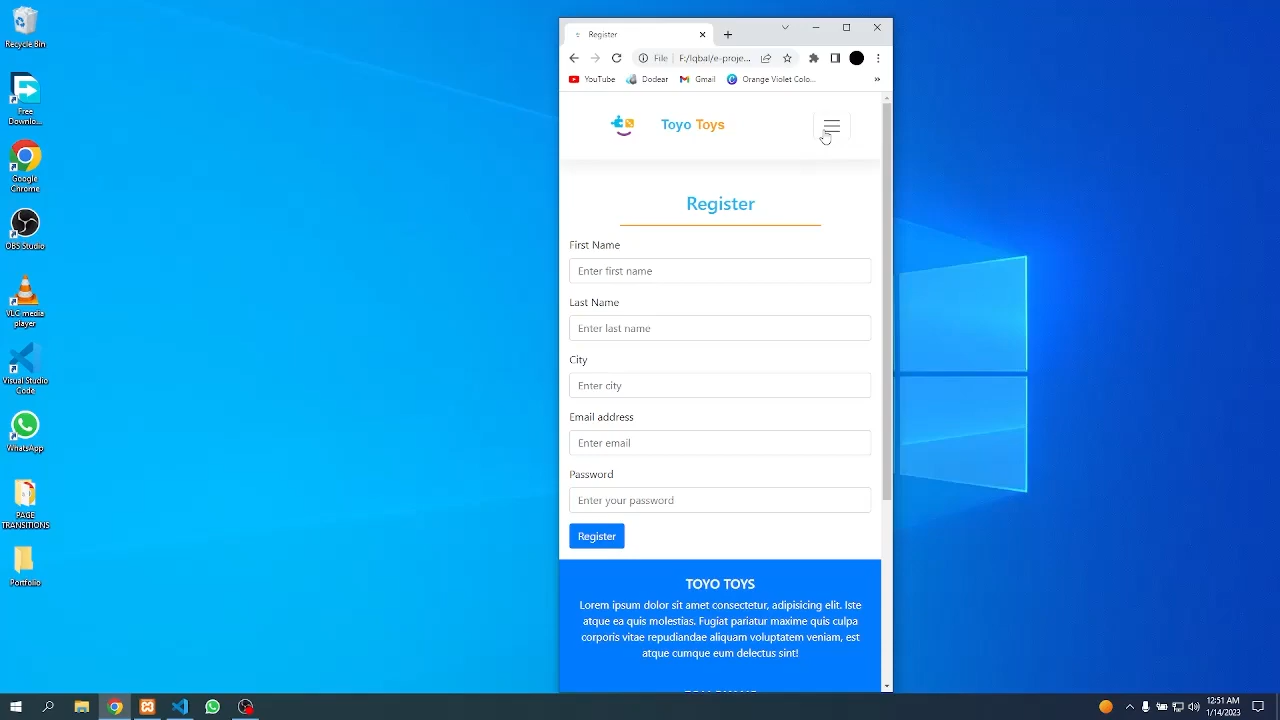 Recycle Bin
Free
Downlo...
Google
Chrome
OBS Studio
VLC media
player
Visual Studio
Code
WhatsApp
PAGE
TRANSITIONS
Portfolio
Register
File
F:/Iqbal/e-proje...
YouTube
Dodear
Gmail
Orange Violet Colo...
»
Toyo Toys
Register
First Name
Enter first name
Last Name
Enter last name
City
Enter city
Email address
Enter email
Password
Enter your password
Register
TOYO TOYS
Lorem ipsum dolor sit amet consectetur, adipisicing elit. Iste
atque ea quis molestias. Fugiat pariatur maxime quis culpa
corporis vitae repudiandae aliquam voluptatem veniam, est
atque cumque eum delectus sint!
12:51 AM
1/14/2023